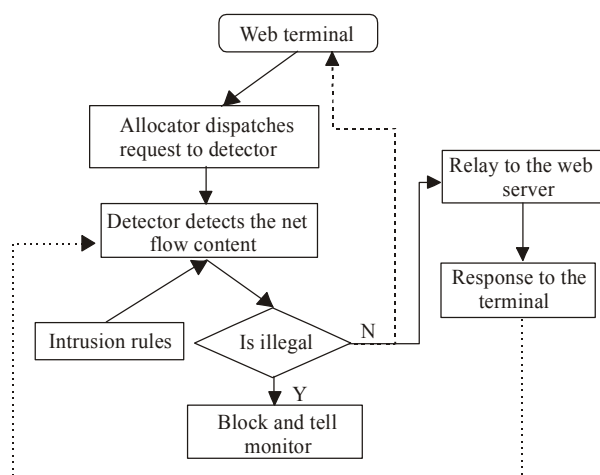 Web terminal
Allocator dispatches
request to detector
Relay to the web
server
Detector detects the net
flow content
Response to the
terminal
Intrusion rules
Is illegal
N
Y
Block and tell
monitor